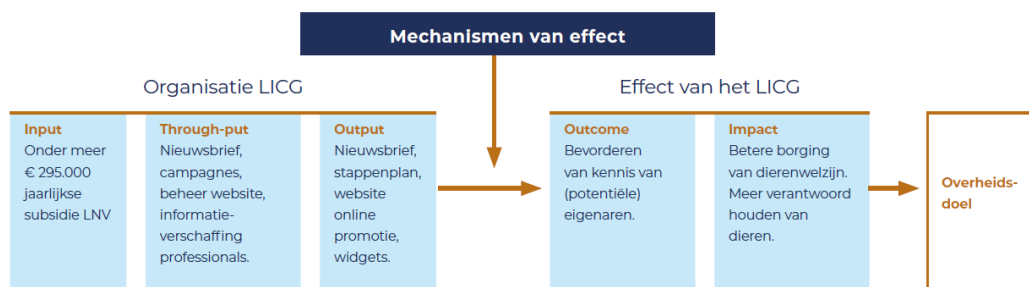 Mechanismen van effect
Organisatie LICG
Effect van het LICG
Input
Onder meer
€ 295.000
jaarlijkse
subsidie LNV
Through-put
Nieuwsbrief,
campagnes,
beheer website,
informatie-
verschaffing
professionals.
Output
Nieuwsbrief,
stappenplan,
website
online
promotie,
widgets.
Outcome
Bevorderen
van kennis van
(potentiële)
eigenaren.
Impact
Betere borging
van dierenwelzijn.
Meer verantwoord
houden van
dieren.
Overheids-
doel